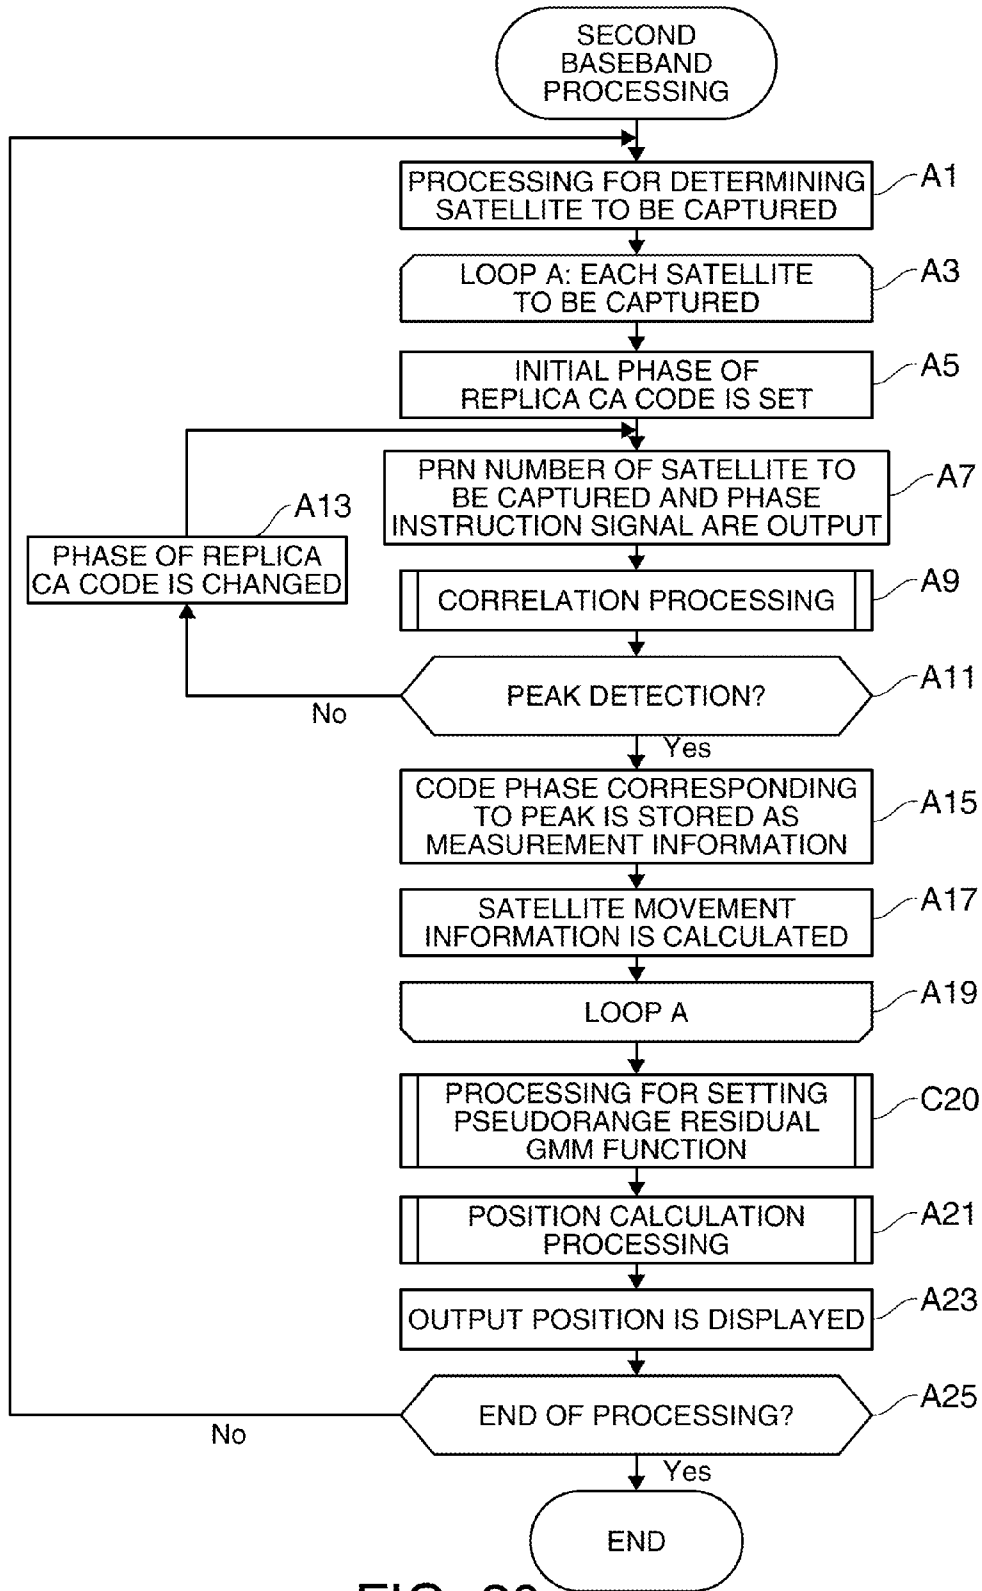 SECOND
BASEBAND
PROCESSING
PROCESSING FOR DETERMINING
SATELLITE TO BE CAPTURED
A1
LOOP A: EACH SATELLITE
TO BE CAPTURED
A3
INITIAL PHASE OF
REPLICA CA CODE IS SET
A5
PRN NUMBER OF SATELLITE TO
BE CAPTURED AND PHASE
INSTRUCTION SIGNAL ARE OUTPUT
A7
A13
PHASE OF REPLICA
CA CODE IS CHANGED
CORRELATION PROCESSING
A9
PEAK DETECTION?
A11
No
Yes
CODE PHASE CORRESPONDING
TO PEAK IS STORED AS
MEASUREMENT INFORMATION
A15
SATELLITE MOVEMENT
INFORMATION IS CALCULATED
A17
LOOP A
A19
PROCESSING FOR SETTING
PSEUDORANGE RESIDUAL
GMM FUNCTION
C20
POSITION CALCULATION
PROCESSING
A21
OUTPUT POSITION IS DISPLAYED
A23
END OF PROCESSING?
A25
No
Yes
END